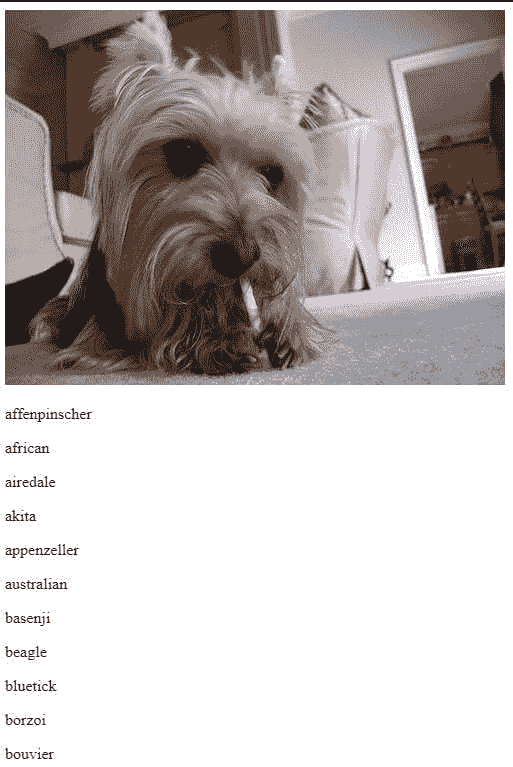 affenpinscher
african
airedale
akita
appenzeller
australian
basenji
beagle
bluetick
borzoi
bouvier